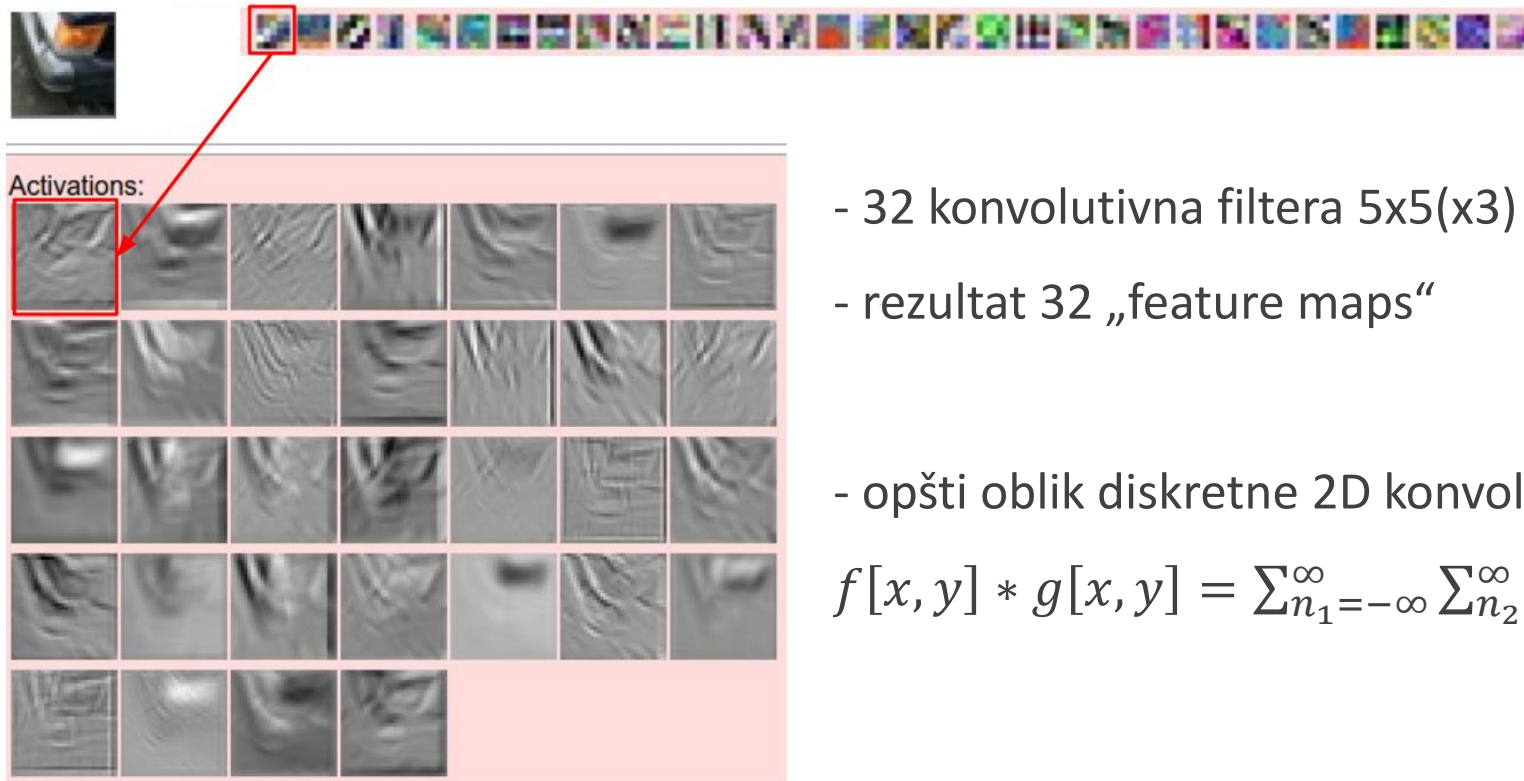 Activations:
- 32 konvolutivna filtera 5x5(x3)
- rezultat 32 „feature maps“
- opšti oblik diskretne 2D konvol
f[x, y] ∗ g[x, y] = ∑_{n₁=−∞}^{∞} ∑_{n₂}^{∞}